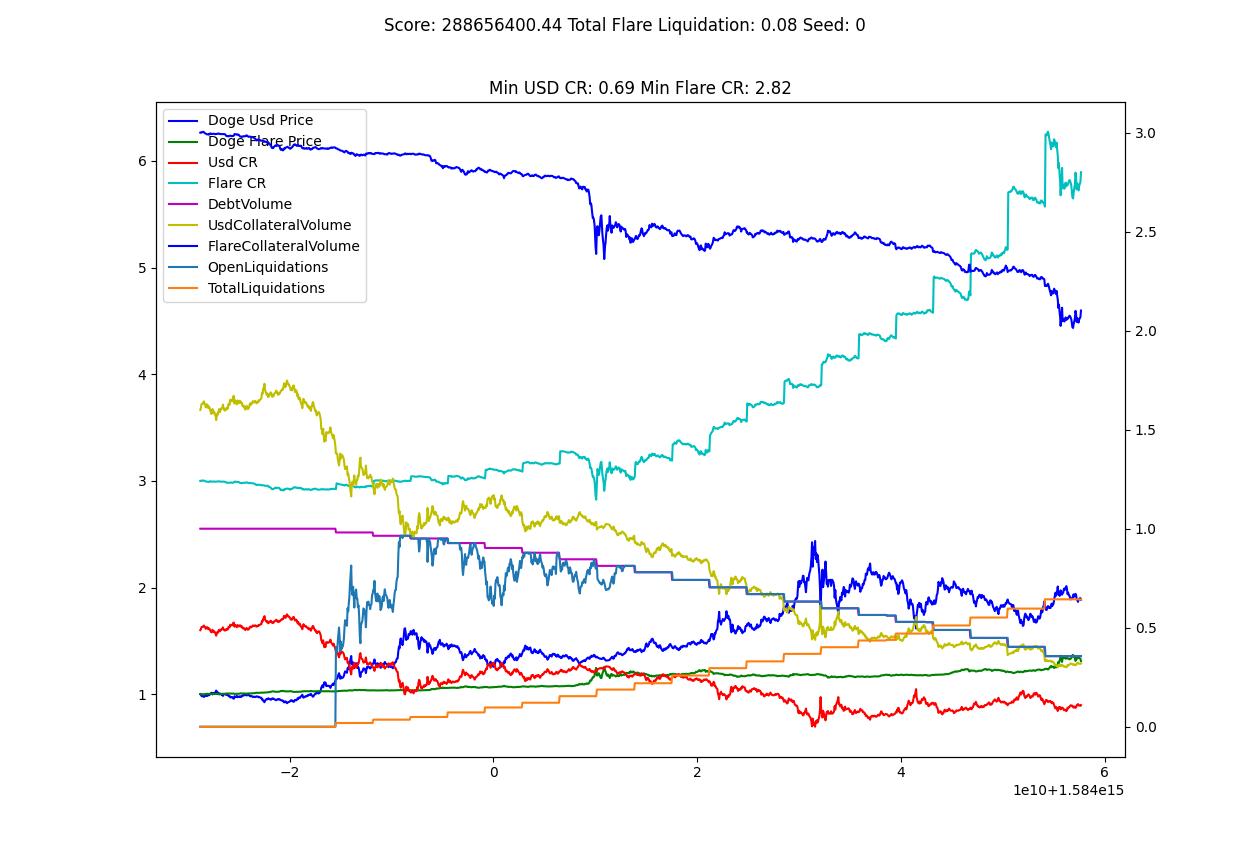 Score: 288656400.44 Total Flare Liquidation: 0.08 Seed: 0
Min USD CR: 0.69 Min Flare CR: 2.82
Doge Usd Price
Doge Flare Price
Usd CR
Flare CR
DebtVolume
UsdCollateralVolume
FlareCollateralVolume
OpenLiquidations
TotalLiquidations
6
5
4
3
2
1
3.0
2.5
2.0
1.5
1.0
0.5
0.0
−2
0
2
4
6
1e10+1.584e15